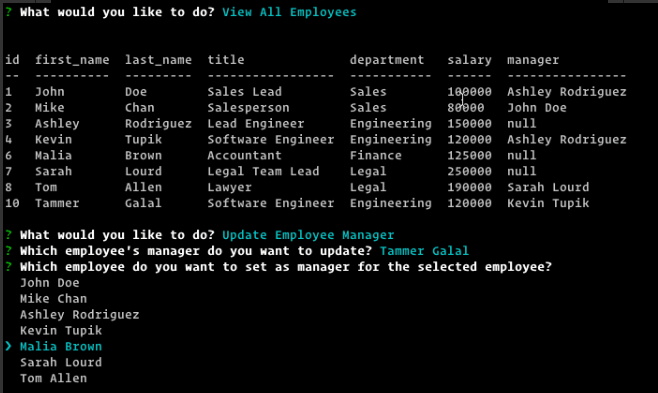 ? What would you like to do? View All Employees
id  first_name  last_name  title              department   salary  manager
--  ----------  ---------  -----------------  -----------  ------  ----------------
1   John        Doe        Sales Lead         Sales        100000  Ashley Rodriguez
2   Mike        Chan       Salesperson        Sales        80000   John Doe
3   Ashley      Rodriguez  Lead Engineer      Engineering  150000  null
4   Kevin       Tupik      Software Engineer  Engineering  120000  Ashley Rodriguez
6   Malia       Brown      Accountant         Finance      125000  null
7   Sarah       Lourd      Legal Team Lead    Legal        250000  null
8   Tom         Allen      Lawyer             Legal        190000  Sarah Lourd
10  Tammer      Galal      Software Engineer  Engineering  120000  Kevin Tupik
? What would you like to do? Update Employee Manager
? Which employee's manager do you want to update? Tammer Galal
? Which employee do you want to set as manager for the selected employee?
John Doe
Mike Chan
Ashley Rodriguez
Kevin Tupik
❯ Malia Brown
Sarah Lourd
Tom Allen